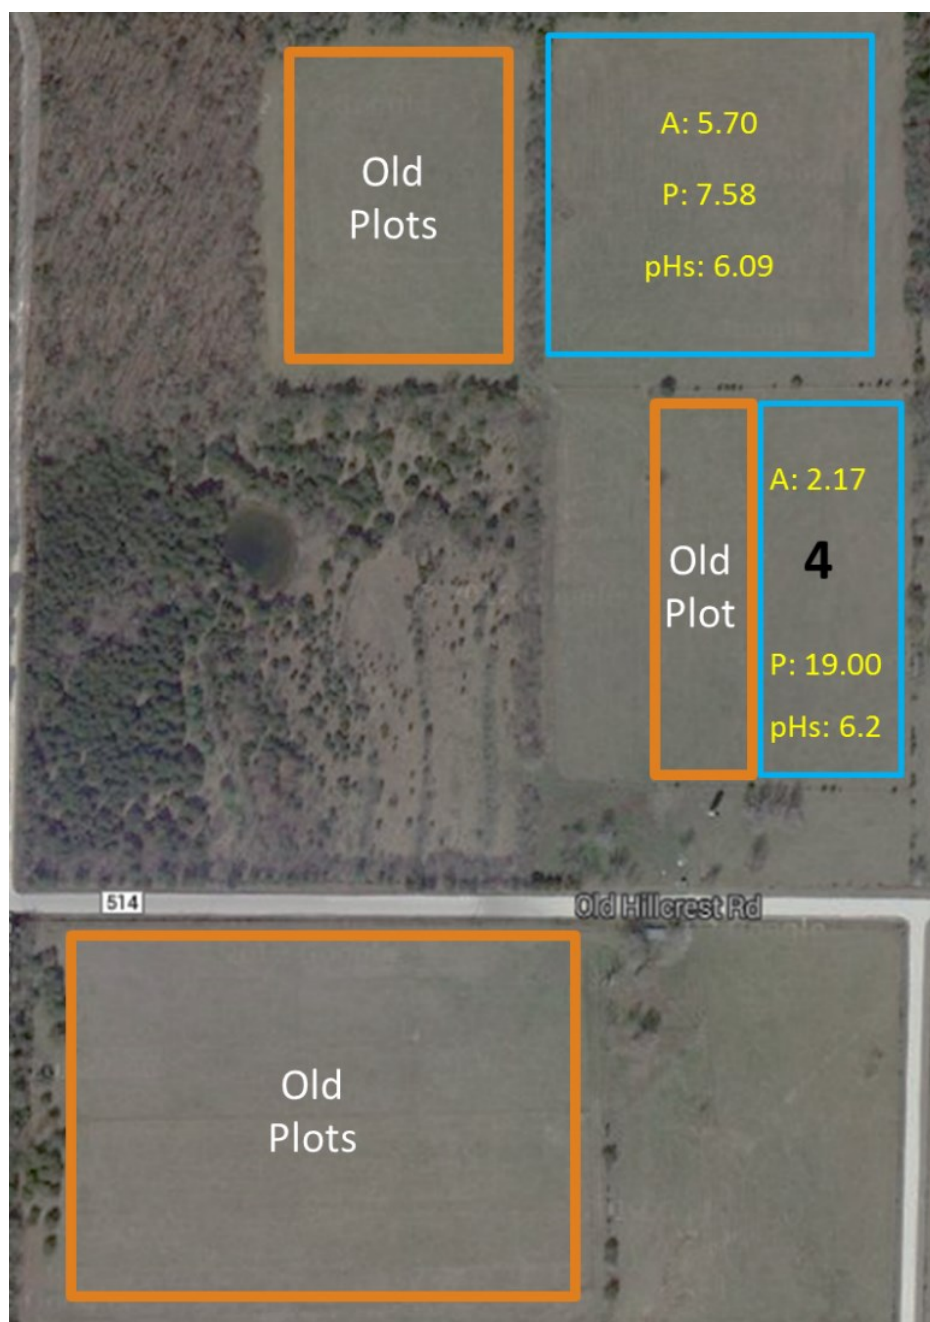 Old
Plots
A: 5.70
P: 7.58
pHs: 6.09
Old
Plot
A: 2.17
4
P: 19.00
pHs: 6.2
514
Old Hillcrest Rd
Old
Plots